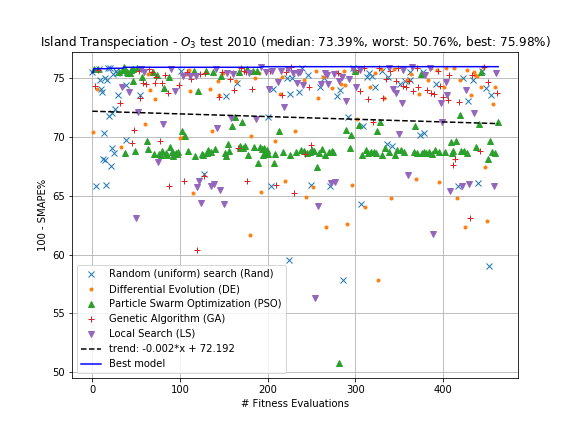 Island Transpeciation - O3 test 2010 (median: 73.39%, worst: 50.76%, best: 75.98%)
100 - SMAPE%
75
70
65
60
55
50
Random (uniform) search (Rand)
Differential Evolution (DE)
Particle Swarm Optimization (PSO)
Genetic Algorithm (GA)
Local Search (LS)
trend: -0.002*x + 72.192
Best model
0 100 200 300 400
# Fitness Evaluations